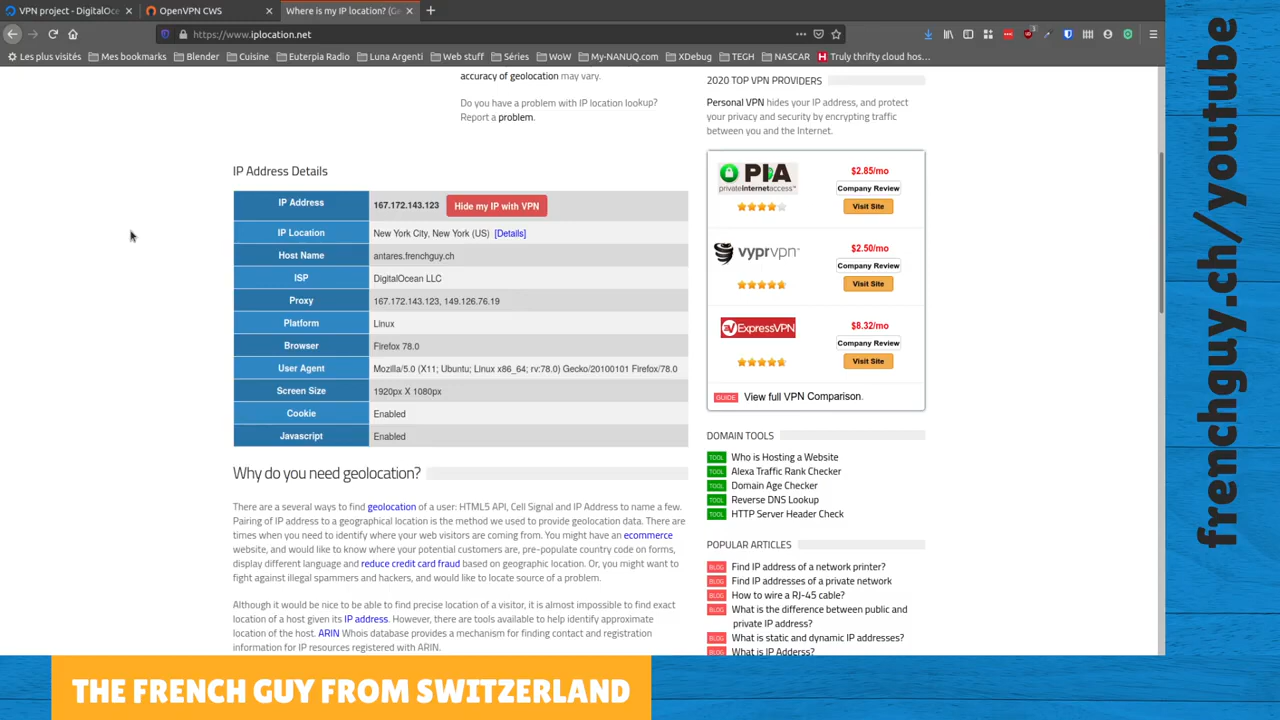 VPN project - DigitalOce
OpenVPN CWS
Where is my IP location? (Ge
https://www.iplocation.net
Les plus visités
Mes bookmarks
Blender
Cuisine
Euterpia Radio
Luna Argenti
Web stuff
Séries
WoW
My-NANUQ.com
XDebug
TECH
NASCAR
Truly thrifty cloud hos...
accuracy of geolocation may vary.
Do you have a problem with IP location lookup?
Report a problem.
IP Address Details
IP Address 167.172.143.123 Hide my IP with VPN
IP Location New York City, New York (US) [Details]
Host Name antares.frenchguy.ch
ISP DigitalOcean LLC
Proxy 167.172.143.123, 149.126.76.19
Platform Linux
Browser Firefox 78.0
User Agent Mozilla/5.0 (X11; Ubuntu; Linux x86_64; rv:78.0) Gecko/20100101 Firefox/78.0
Screen Size 1920px X 1080px
Cookie Enabled
Javascript Enabled
Why do you need geolocation?
There are a several ways to find geolocation of a user: HTML5 API, Cell Signal and IP Address to name a few.
Pairing of IP address to a geographical location is the method we used to provide geolocation data. There are
times when you need to identify where your web visitors are coming from. You might have an ecommerce
website, and would like to know where your potential customers are, pre-populate country code on forms,
display different language and reduce credit card fraud based on geographic location. Or, you might want to
fight against illegal spammers and hackers, and would like to locate source of a problem.
Although it would be nice to be able to find precise location of a visitor, it is almost impossible to find exact
location of a host given its IP address. However, there are tools available to help identify approximate
location of the host. ARIN Whois database provides a mechanism for finding contact and registration
information for IP resources registered with ARIN.
2020 TOP VPN PROVIDERS
Personal VPN hides your IP address, and protect
your privacy and security by encrypting traffic
between you and the Internet.
PIA
privateinternetaccess™
$2.85/mo
Company Review
Visit Site
vyprvpn™
$2.50/mo
Company Review
Visit Site
ExpressVPN
$8.32/mo
Company Review
Visit Site
GUIDE View full VPN Comparison.
DOMAIN TOOLS
TOOL Who is Hosting a Website
TOOL Alexa Traffic Rank Checker
TOOL Domain Age Checker
TOOL Reverse DNS Lookup
TOOL HTTP Server Header Check
POPULAR ARTICLES
BLOG Find IP address of a network printer?
BLOG Find IP addresses of a private network
BLOG How to wire a RJ-45 cable?
BLOG What is the difference between public and
private IP address?
BLOG What is static and dynamic IP addresses?
BLOG What is IP Adderss?
frenchguy.ch/youtube
THE FRENCH GUY FROM SWITZERLAND